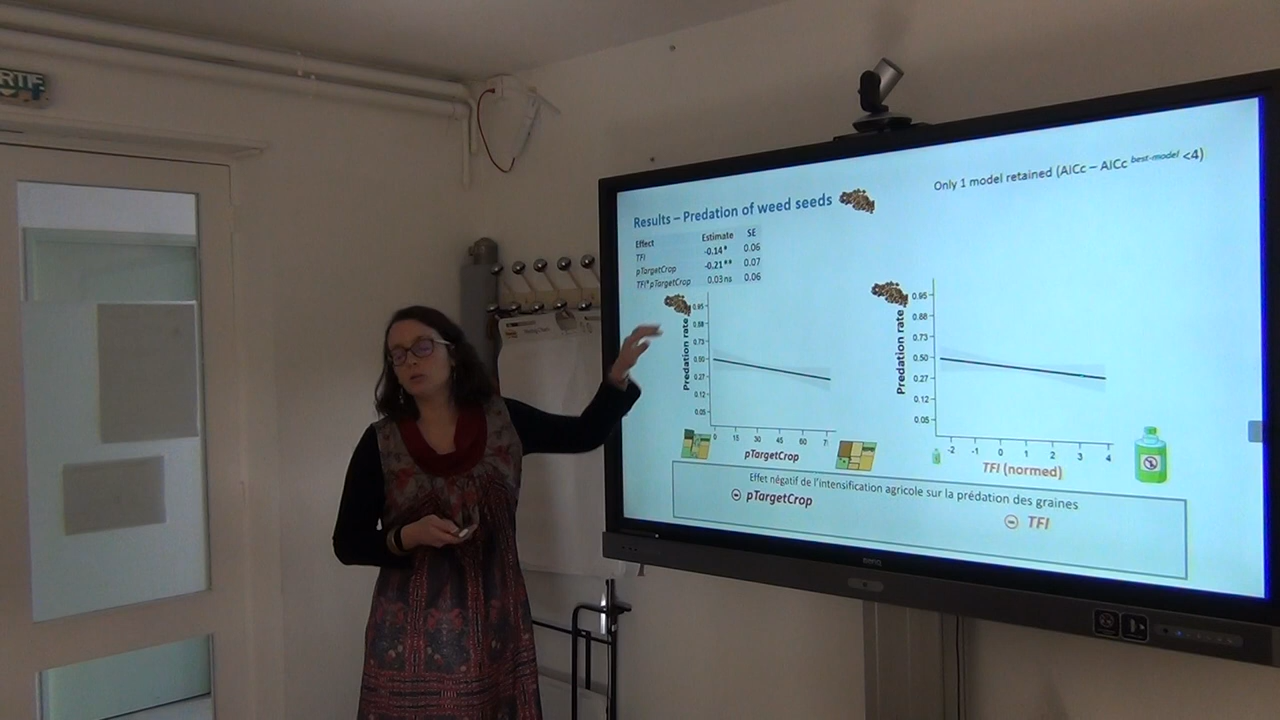 RTIE
Only 1 model retained (AICc – AICc best-model <4)
Results – Predation of weed seeds
Effect Estimate SE
TFI -0.14* 0.06
pTargetCrop -0.21** 0.07
TFI*pTargetCrop 0.03 ns 0.06
Predation rate
0.95
0.88
0.73
0.50
0.27
0.12
0.05
0 15 30 45 60
pTargetCrop
Predation rate
0.95
0.88
0.73
0.50
0.27
0.12
0.05
-2 -1 0 1 2 3 4
TFI (normed)
Effet négatif de l'intensification agricole sur la prédation des graines
pTargetCrop
TFI
BenQ